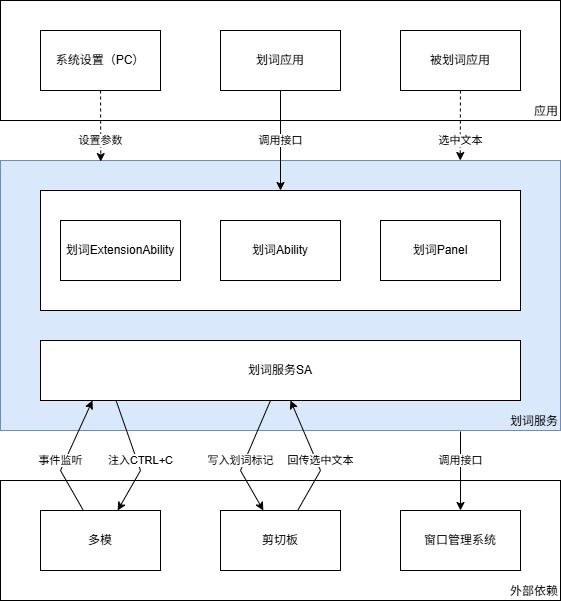 系统设置（PC）
划词应用
被划词应用
应用
设置参数
调用接口
选中文本
划词ExtensionAbility
划词Ability
划词Panel
划词服务SA
划词服务
事件监听
注入CTRL+C
写入划词标记
回传选中文本
调用接口
多模
剪切板
窗口管理系统
外部依赖